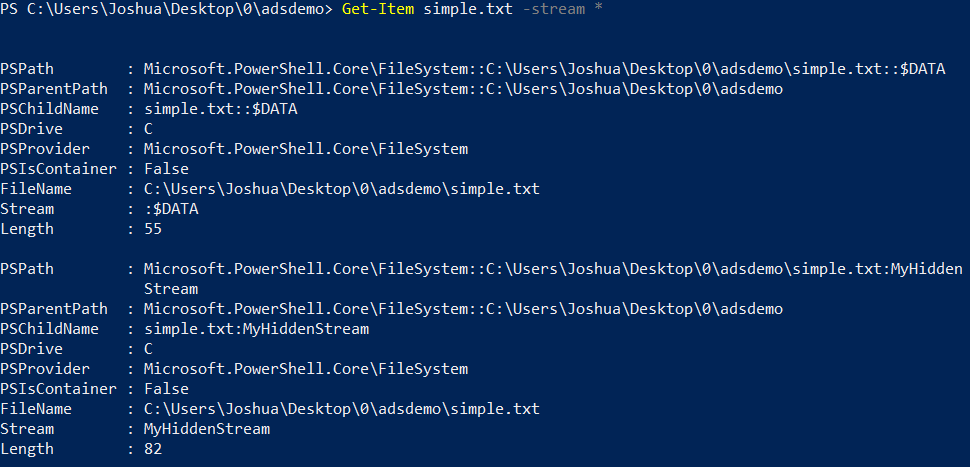 PS C:\Users\Joshua\Desktop\0\adsdemo> Get-Item simple.txt -stream *
PSPath        : Microsoft.PowerShell.Core\FileSystem::C:\Users\Joshua\Desktop\0\adsdemo\simple.txt::$DATA
PSParentPath  : Microsoft.PowerShell.Core\FileSystem::C:\Users\Joshua\Desktop\0\adsdemo
PSChildName   : simple.txt::$DATA
PSDrive       : C
PSProvider    : Microsoft.PowerShell.Core\FileSystem
PSIsContainer : False
FileName      : C:\Users\Joshua\Desktop\0\adsdemo\simple.txt
Stream        : :$DATA
Length        : 55
PSPath        : Microsoft.PowerShell.Core\FileSystem::C:\Users\Joshua\Desktop\0\adsdemo\simple.txt:MyHidden
                Stream
PSParentPath  : Microsoft.PowerShell.Core\FileSystem::C:\Users\Joshua\Desktop\0\adsdemo
PSChildName   : simple.txt:MyHiddenStream
PSDrive       : C
PSProvider    : Microsoft.PowerShell.Core\FileSystem
PSIsContainer : False
FileName      : C:\Users\Joshua\Desktop\0\adsdemo\simple.txt
Stream        : MyHiddenStream
Length        : 82